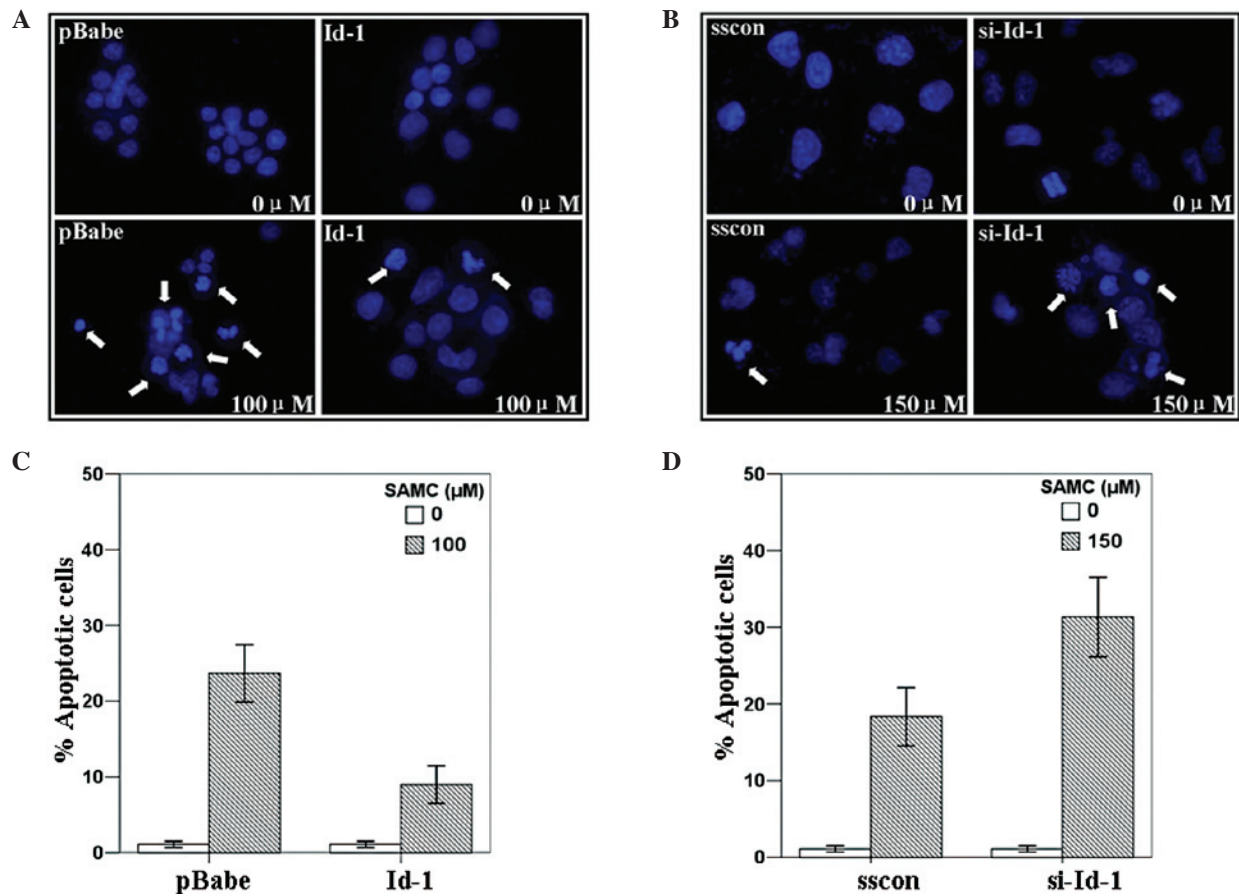 A
pBabe
Id-1
0 μ M
0 μ M
pBabe
Id-1
100 μ M
100 μ M
B
sscon
si-Id-1
0 μ M
0 μ M
sscon
si-Id-1
150 μ M
150 μ M
C
% Apoptotic cells
50
40
30
20
10
0
SAMC (μM)
0
100
pBabe
Id-1
D
% Apoptotic cells
50
40
30
20
10
0
SAMC (μM)
0
150
sscon
si-Id-1